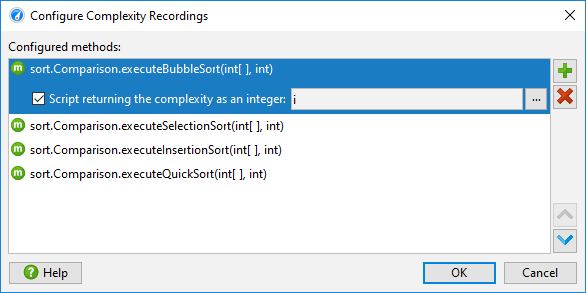 Configure Complexity Recordings
Configured methods:
m sort.Comparison.executeBubbleSort(int[ ], int)
Script returning the complexity as an integer: i ...
m sort.Comparison.executeSelectionSort(int[ ], int)
m sort.Comparison.executeInsertionSort(int[ ], int)
m sort.Comparison.executeQuickSort(int[ ], int)
? Help OK Cancel